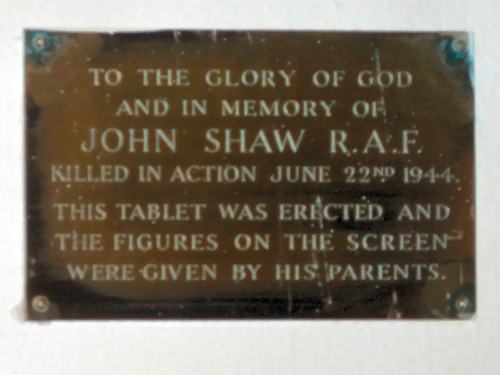 TO THE GLORY OF GOD
AND IN MEMORY OF
JOHN SHAW R.A.F.
KILLED IN ACTION JUNE 22ND 1944.
THIS TABLET WAS ERECTED AND
THE FIGURES ON THE SCREEN
WERE GIVEN BY HIS PARENTS.